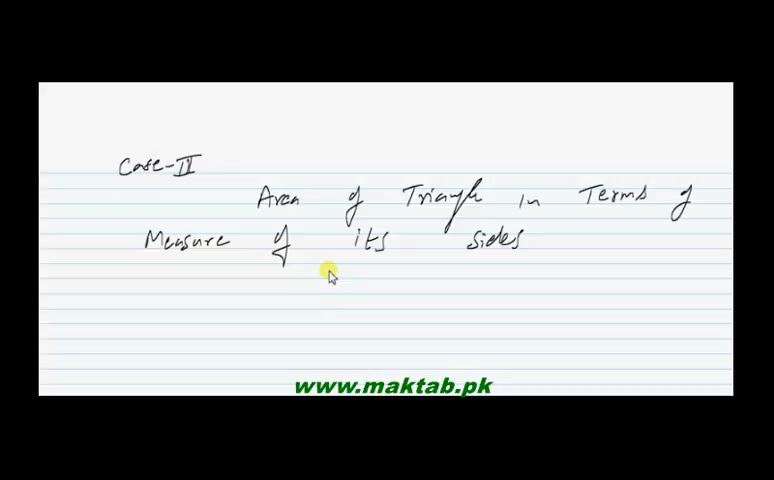 Case-II
Area of Triangle in Terms of
Measure of its sides
www.maktab.pk